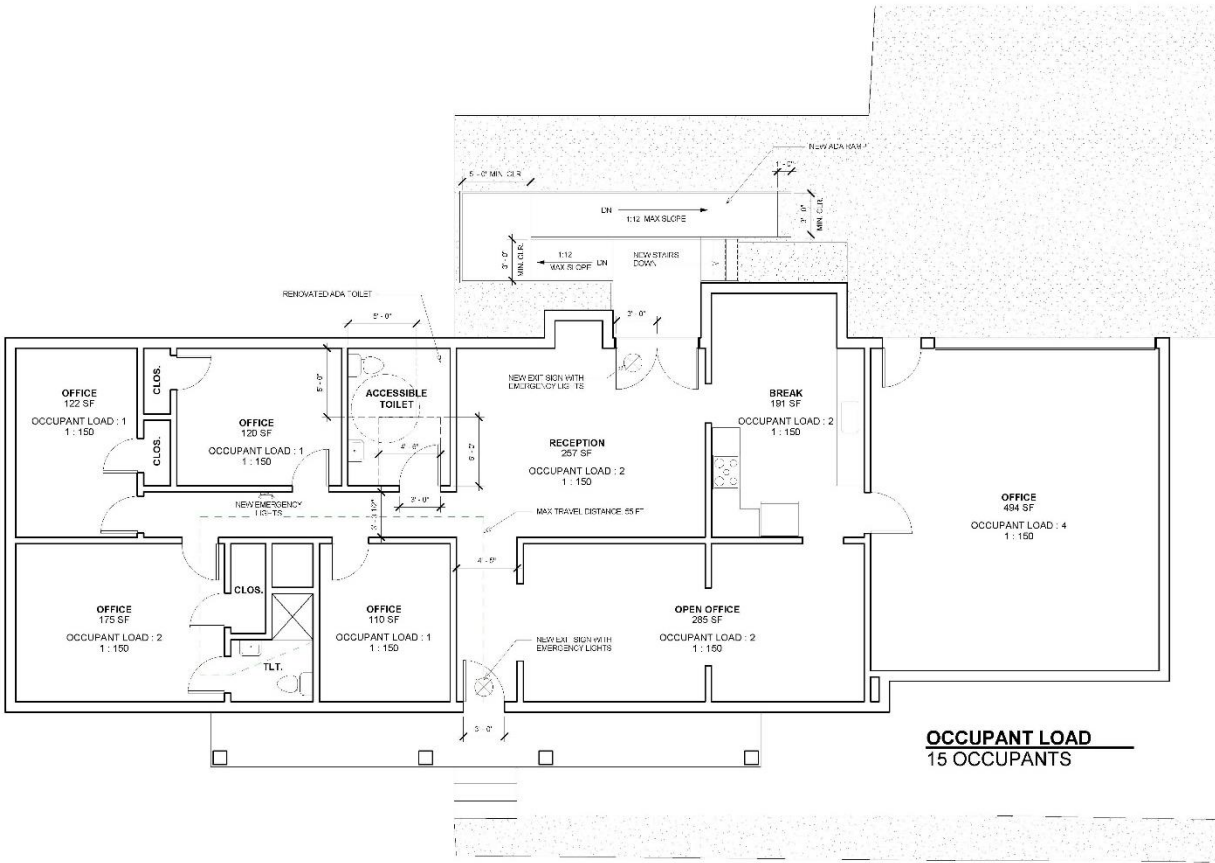 NEW ADA RAMP
5' - 0" MIN. CLR.
1' - 0"
DN
1:12 MAX SLOPE
3' - 0"
MIN. CLR.
3' - 0"
MIN. CLR.
1:12
MAX SLOPE
DN
NEW STAIRS
DOWN
RENOVATED ADA TOILET
5' - 0"
3' - 0"
NEW EXIT SIGN WITH
EMERGENCY LIGHTS
OFFICE
122 SF
OCCUPANT LOAD : 1
1 : 150
CLOS.
CLOS.
OFFICE
120 SF
OCCUPANT LOAD : 1
1 : 150
5' - 0"
ACCESSIBLE
TOILET
RECEPTION
257 SF
OCCUPANT LOAD : 2
1 : 150
BREAK
191 SF
OCCUPANT LOAD : 2
1 : 150
OFFICE
494 SF
OCCUPANT LOAD : 4
1 : 150
3' - 0"
NEW EMERGENCY
LIGHTS
3' - 3 1/2"
MAX TRAVEL DISTANCE: 55 FT
4' - 5"
OFFICE
175 SF
OCCUPANT LOAD : 2
1 : 150
CLOS.
TLT.
OFFICE
110 SF
OCCUPANT LOAD : 1
1 : 150
OPEN OFFICE
285 SF
OCCUPANT LOAD : 2
1 : 150
NEW EXIT SIGN WITH
EMERGENCY LIGHTS
3' - 0"
OCCUPANT LOAD
15 OCCUPANTS